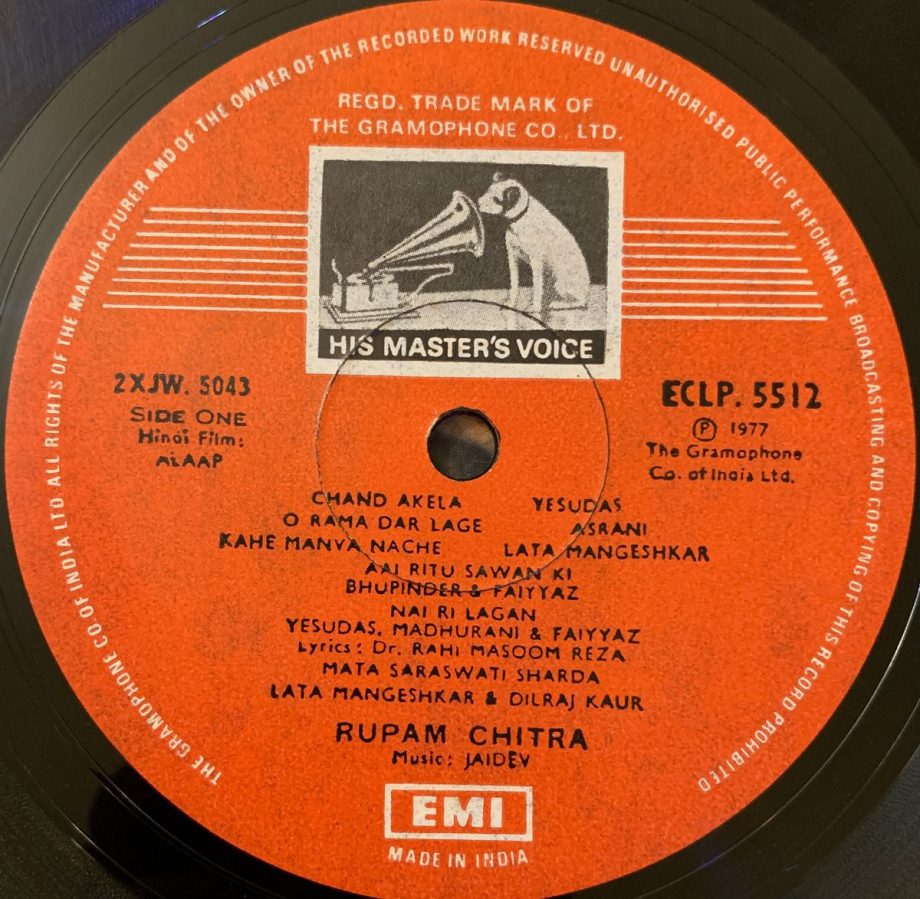 THE GRAMOPHONE CO. OF INDIA LTD ALL RIGHTS OF THE MANUFACTURER AND OF THE OWNER OF THE RECORDED WORK RESERVED UNAUTHORISED PUBLIC PERFORMANCE BROADCASTING AND COPYING OF THIS RECORD PROHIBITED
REGD. TRADE MARK OF
THE GRAMOPHONE CO., LTD.
HIS MASTER'S VOICE
2XJW. 5043
SIDE ONE
Hindi Film:
ALAAP
ECLP. 5512
Ⓟ 1977
The Gramophone
Co. of India Ltd.
CHAND AKELA YESUDAS
O RAMA DAR LAGE ASRANI
KAHE MANVA NACHE LATA MANGESHKAR
AAI RITU SAWAN KI
BHUPINDER & FAIYYAZ
NAI RI LAGAN
YESUDAS, MADHURANI & FAIYYAZ
Lyrics: Dr. RAHI MASOOM REZA
MATA SARASWATI SHARDA
LATA MANGESHKAR & DILRAJ KAUR
RUPAM CHITRA
Music: JAIDEV
EMI
MADE IN INDIA